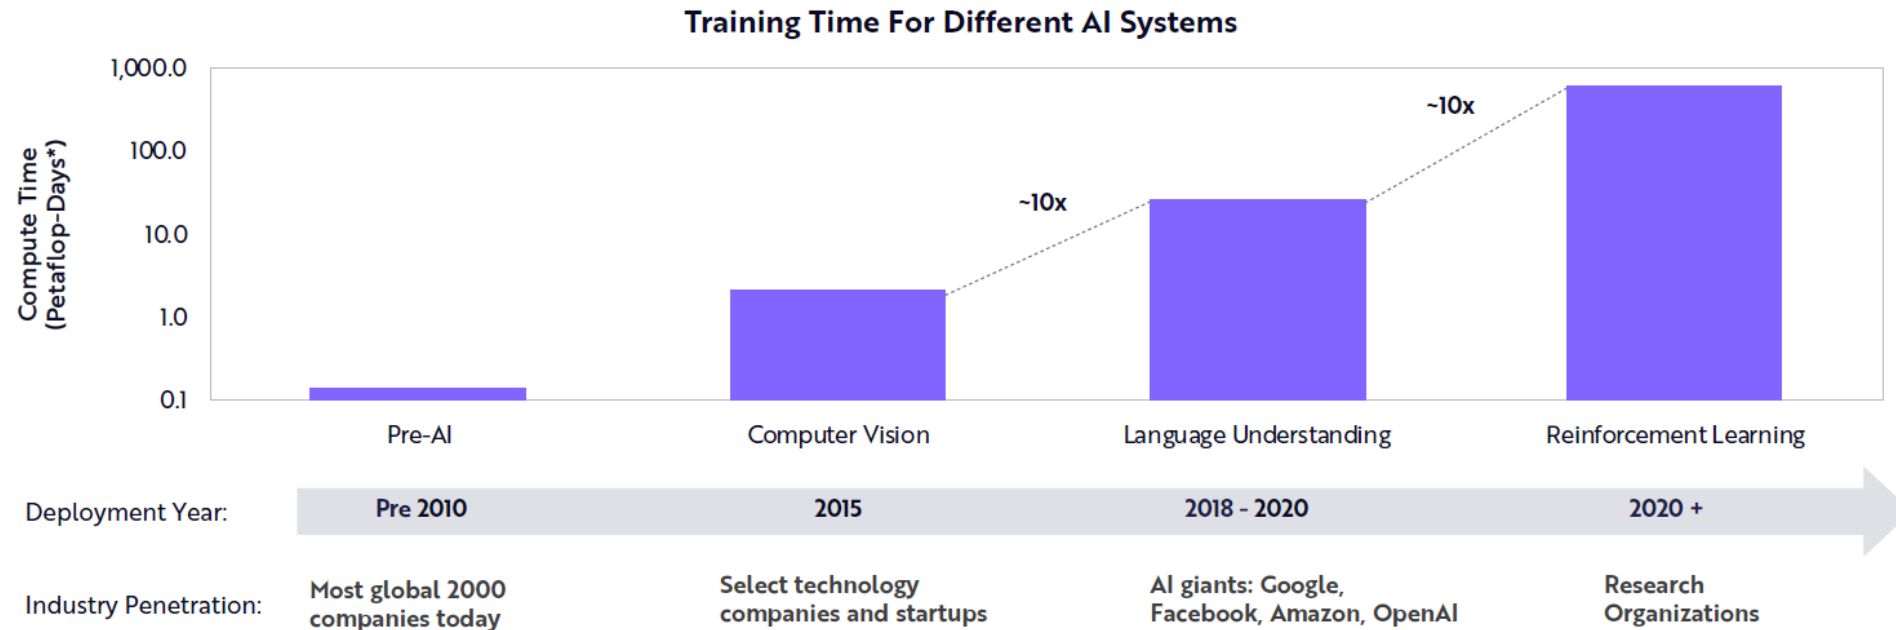 Training Time For Different AI Systems
Compute Time
(Petaflop-Days*)
1,000.0
100.0
10.0
1.0
0.1
~10x
~10x
Pre-AI
Computer Vision
Language Understanding
Reinforcement Learning
Deployment Year:
Pre 2010
2015
2018 - 2020
2020 +
Industry Penetration:
Most global 2000
companies today
Select technology
companies and startups
AI giants: Google,
Facebook, Amazon, OpenAI
Research
Organizations